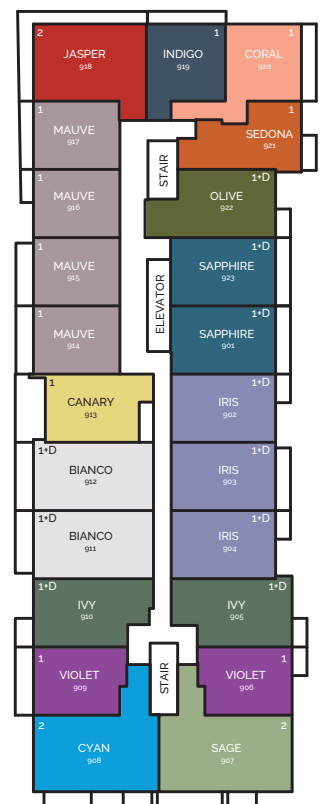 2 1 1
JASPER INDIGO CORAL
918 919 920
1 1
MAUVE SEDONA
917 921
STAIR
1 1+D
MAUVE OLIVE
916 922
1 1+D
MAUVE SAPPHIRE
915 923
ELEVATOR
1 1+D
MAUVE SAPPHIRE
914 901
1 1+D
CANARY IRIS
913 902
1+D 1+D
BIANCO IRIS
912 903
1+D 1+D
BIANCO IRIS
911 904
1+D 1+D
IVY IVY
910 905
1 1
VIOLET VIOLET
909 906
STAIR
2 2
CYAN SAGE
908 907